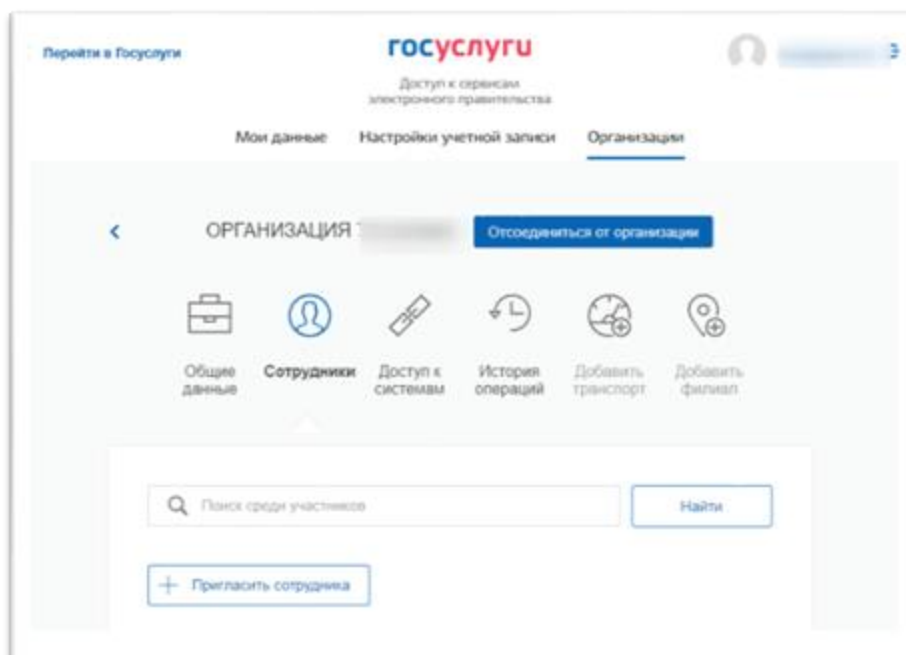 Перейти в Госуслуги
госуслуги
Доступ к сервисам
электронного правительства
Мои данные Настройки учетной записи Организации
ОРГАНИЗАЦИЯ
Отсоединиться от организации
Общие данные
Сотрудники
Доступ к системам
История операций
Добавить транспорт
Добавить филиал
Поиск среди участников
Найти
+ Пригласить сотрудника